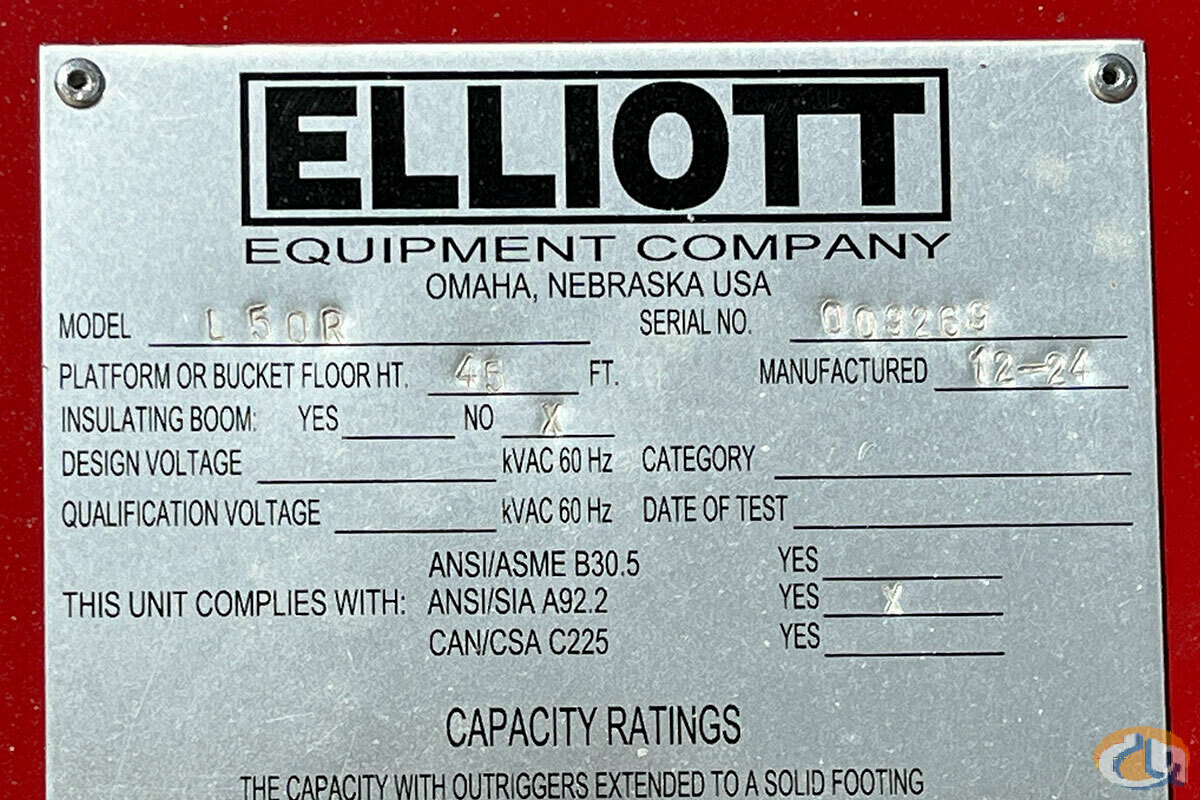 ELLIOTT
EQUIPMENT COMPANY
OMAHA, NEBRASKA USA
MODEL L50R SERIAL NO. 009269
PLATFORM OR BUCKET FLOOR HT. 45 FT. MANUFACTURED 12-24
INSULATING BOOM: YES NO X
DESIGN VOLTAGE kVAC 60 Hz CATEGORY
QUALIFICATION VOLTAGE kVAC 60 Hz DATE OF TEST
ANSI/ASME B30.5 YES
THIS UNIT COMPLIES WITH: ANSI/SIA A92.2 YES X
CAN/CSA C225 YES
CAPACITY RATINGS
THE CAPACITY WITH OUTRIGGERS EXTENDED TO A SOLID FOOTING